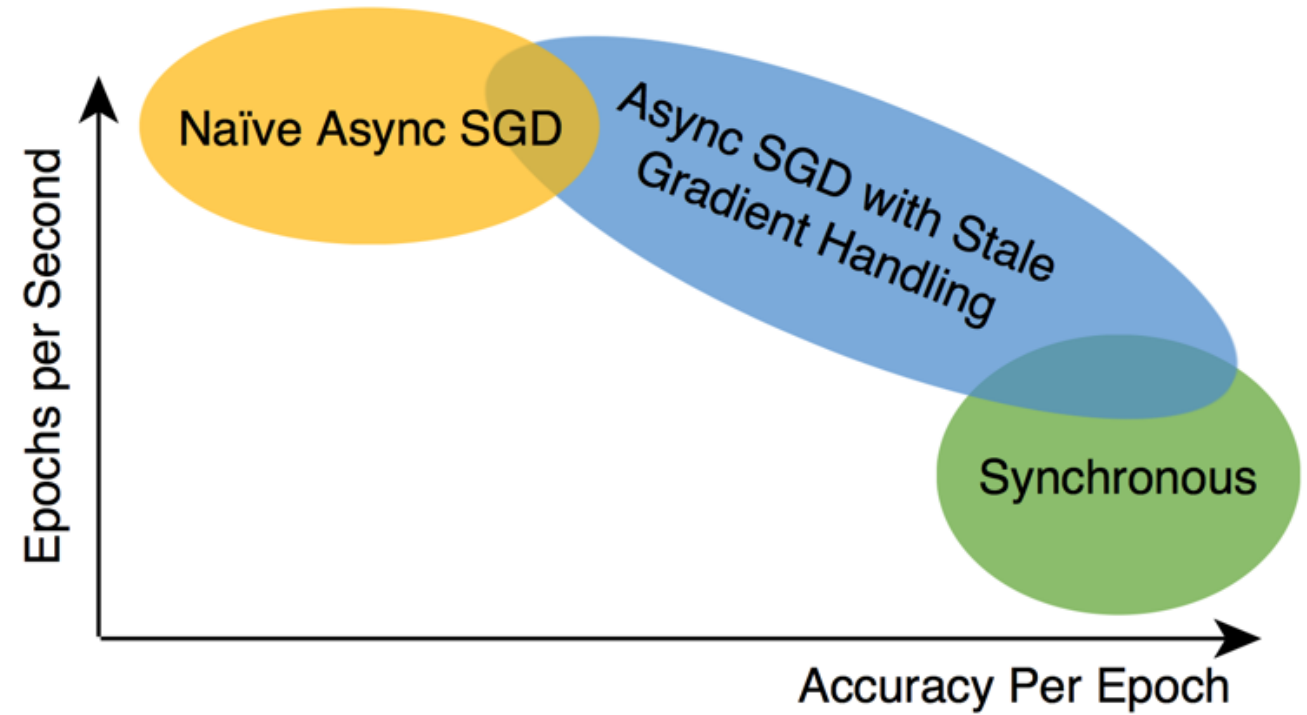 Naïve Async SGD
Async SGD with Stale
Gradient Handling
Synchronous
Epochs per Second
Accuracy Per Epoch